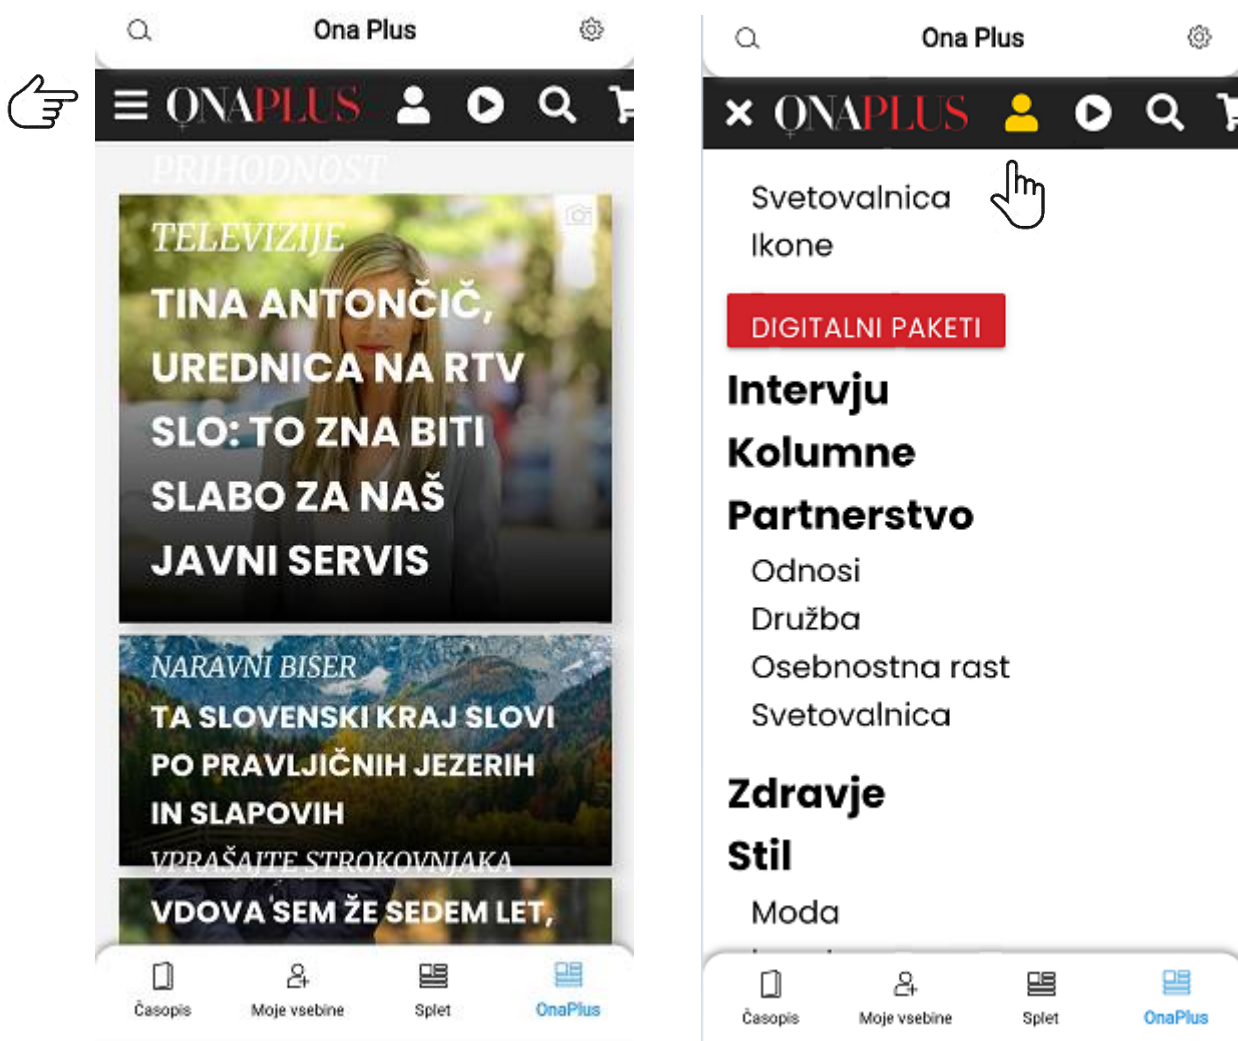 Ona Plus
ONAPLUS
PRIHODNOST
TELEVIZIJE
TINA ANTONČIČ,
UREDNICA NA RTV
SLO: TO ZNA BITI
SLABO ZA NAŠ
JAVNI SERVIS
NARAVNI BISER
TA SLOVENSKI KRAJ SLOVI
PO PRAVLJIČNIH JEZERIH
IN SLAPOVIH
VPRAŠAJTE STROKOVNJAKA
VDOVA SEM ŽE SEDEM LET,
Časopis
Moje vsebine
Splet
OnaPlus
Ona Plus
ONAPLUS
Svetovalnica
Ikone
DIGITALNI PAKETI
Intervju
Kolumne
Partnerstvo
Odnosi
Družba
Osebnostna rast
Svetovalnica
Zdravje
Stil
Moda
Časopis
Moje vsebine
Splet
OnaPlus